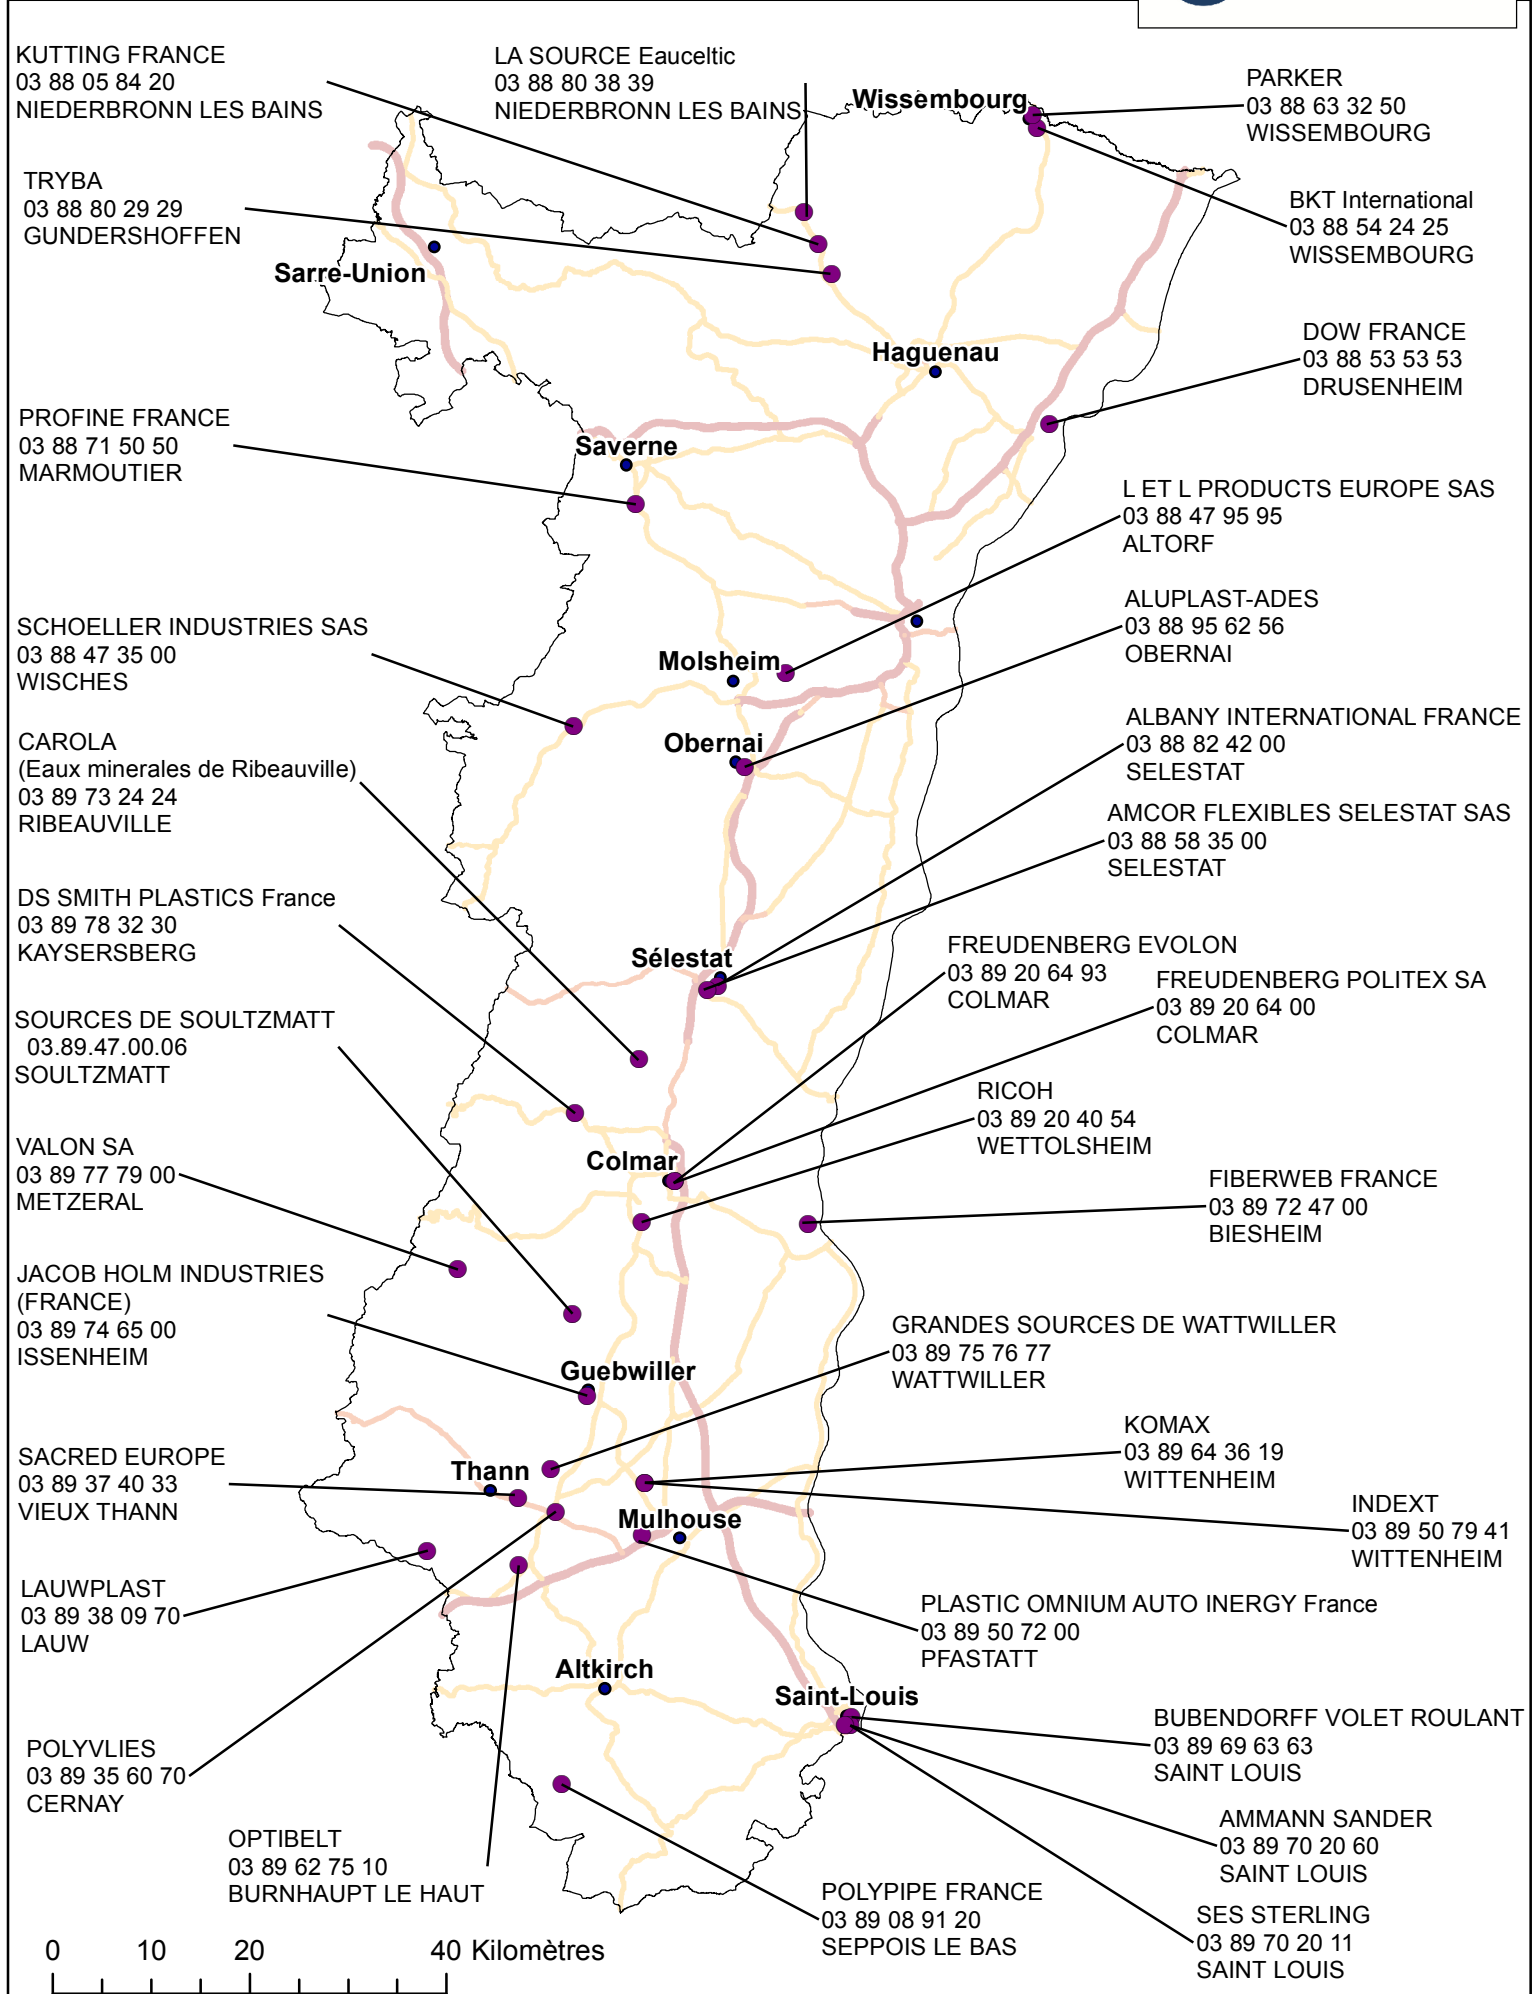 KUTTING FRANCE
03 88 05 84 20
NIEDERBRONN LES BAINS
LA SOURCE Eauceltic
03 88 80 38 39
NIEDERBRONN LES BAINS
Wissembourg
PARKER
03 88 63 32 50
WISSEMBOURG
TRYBA
03 88 80 29 29
GUNDERSHOFFEN
BKT International
03 88 54 24 25
WISSEMBOURG
Sarre-Union
DOW FRANCE
03 88 53 53 53
DRUSENHEIM
Haguenau
PROFINE FRANCE
03 88 71 50 50
MARMOUTIER
Saverne
L ET L PRODUCTS EUROPE SAS
03 88 47 95 95
ALTORF
ALUPLAST-ADES
03 88 95 62 56
OBERNAI
SCHOELLER INDUSTRIES SAS
03 88 47 35 00
WISCHES
Molsheim
Obernai
ALBANY INTERNATIONAL FRANCE
03 88 82 42 00
SELESTAT
CAROLA
(Eaux minerales de Ribeauville)
03 89 73 24 24
RIBEAUVILLE
AMCOR FLEXIBLES SELESTAT SAS
03 88 58 35 00
SELESTAT
DS SMITH PLASTICS France
03 89 78 32 30
KAYSERSBERG
Sélestat
FREUDENBERG EVOLON
03 89 20 64 93
COLMAR
FREUDENBERG POLITEX SA
03 89 20 64 00
COLMAR
SOURCES DE SOULTZMATT
03.89.47.00.06
SOULTZMATT
RICOH
03 89 20 40 54
WETTOLSHEIM
VALON SA
03 89 77 79 00
METZERAL
Colmar
FIBERWEB FRANCE
03 89 72 47 00
BIESHEIM
JACOB HOLM INDUSTRIES
(FRANCE)
03 89 74 65 00
ISSENHEIM
GRANDES SOURCES DE WATTWILLER
03 89 75 76 77
WATTWILLER
Guebwiller
KOMAX
03 89 64 36 19
WITTENHEIM
SACRED EUROPE
03 89 37 40 33
VIEUX THANN
Thann
Mulhouse
INDEXT
03 89 50 79 41
WITTENHEIM
LAUWPLAST
03 89 38 09 70
LAUW
PLASTIC OMNIUM AUTO INERGY France
03 89 50 72 00
PFASTATT
Altkirch
Saint-Louis
BUBENDORFF VOLET ROULANT
03 89 69 63 63
SAINT LOUIS
POLYVLIES
03 89 35 60 70
CERNAY
AMMANN SANDER
03 89 70 20 60
SAINT LOUIS
OPTIBELT
03 89 62 75 10
BURNHAUPT LE HAUT
POLYPIPE FRANCE
03 89 08 91 20
SEPPOIS LE BAS
SES STERLING
03 89 70 20 11
SAINT LOUIS
0 10 20 40 Kilomètres